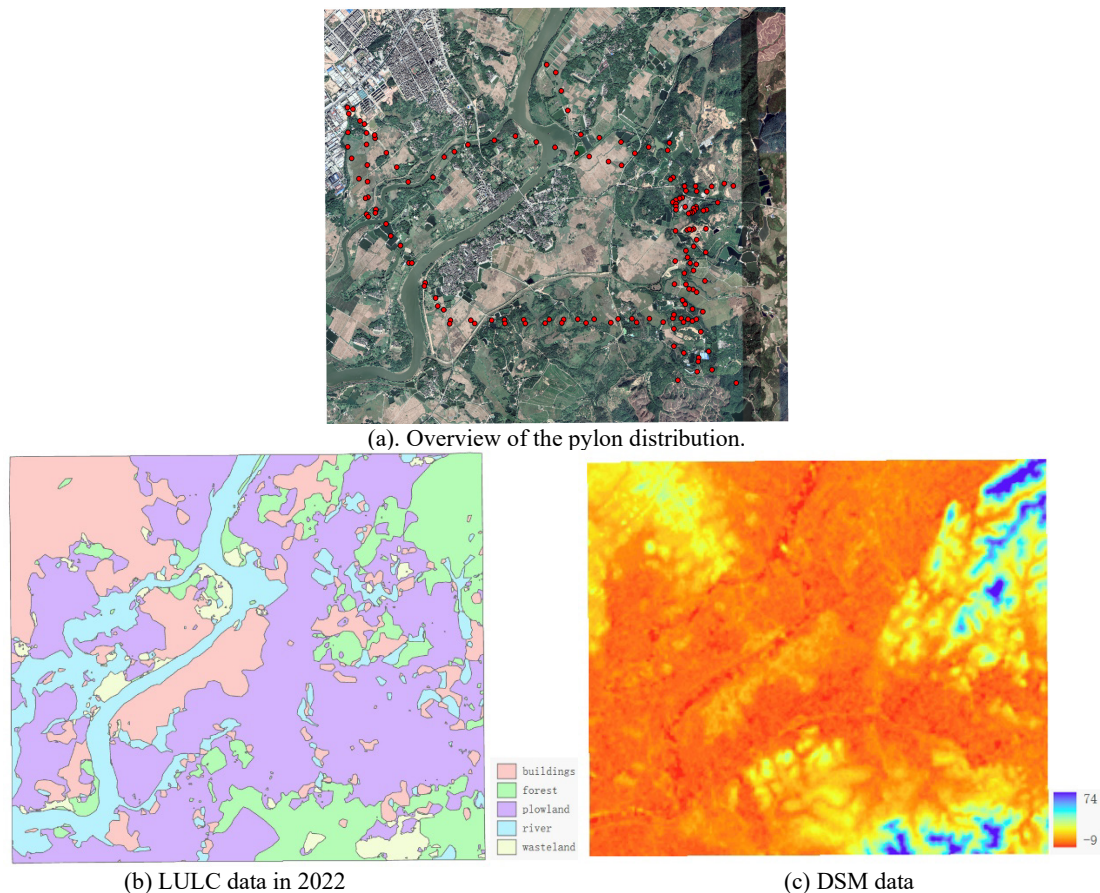 (a). Overview of the pylon distribution.
buildings
forest
plowland
river
wasteland
74
-9
(b) LULC data in 2022
(c) DSM data